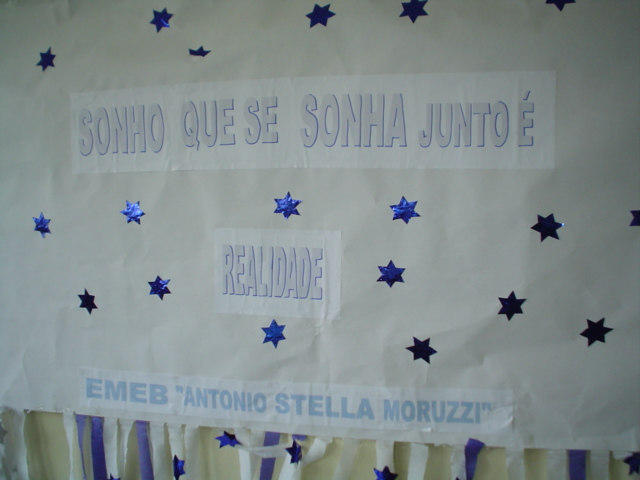 SONHO QUE SE SONHA JUNTO É
REALIDADE
EMEB "ANTONIO STELLA MORUZZI"